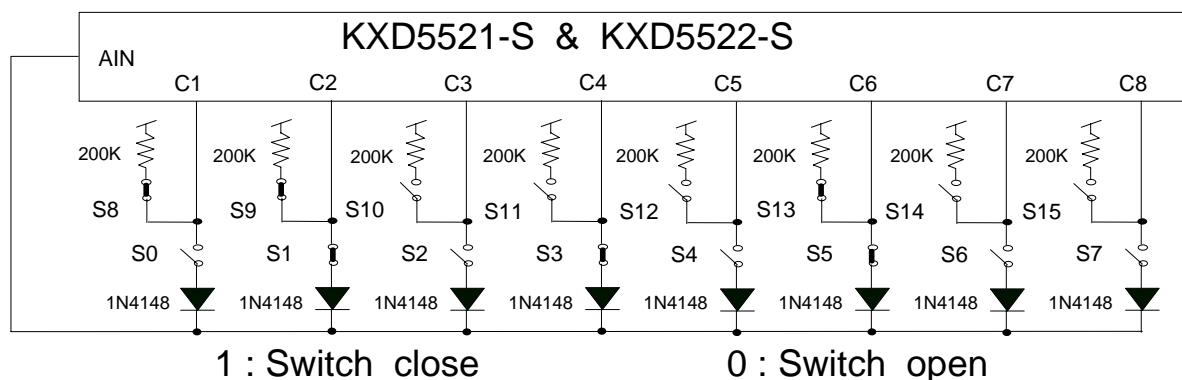 KXD5521-S & KXD5522-S
AIN
C1 C2 C3 C4 C5 C6 C7 C8
200K 200K 200K 200K 200K 200K 200K 200K
S8 S9 S10 S11 S12 S13 S14 S15
S0 S1 S2 S3 S4 S5 S6 S7
1N4148 1N4148 1N4148 1N4148 1N4148 1N4148 1N4148 1N4148
1 : Switch close 0 : Switch open